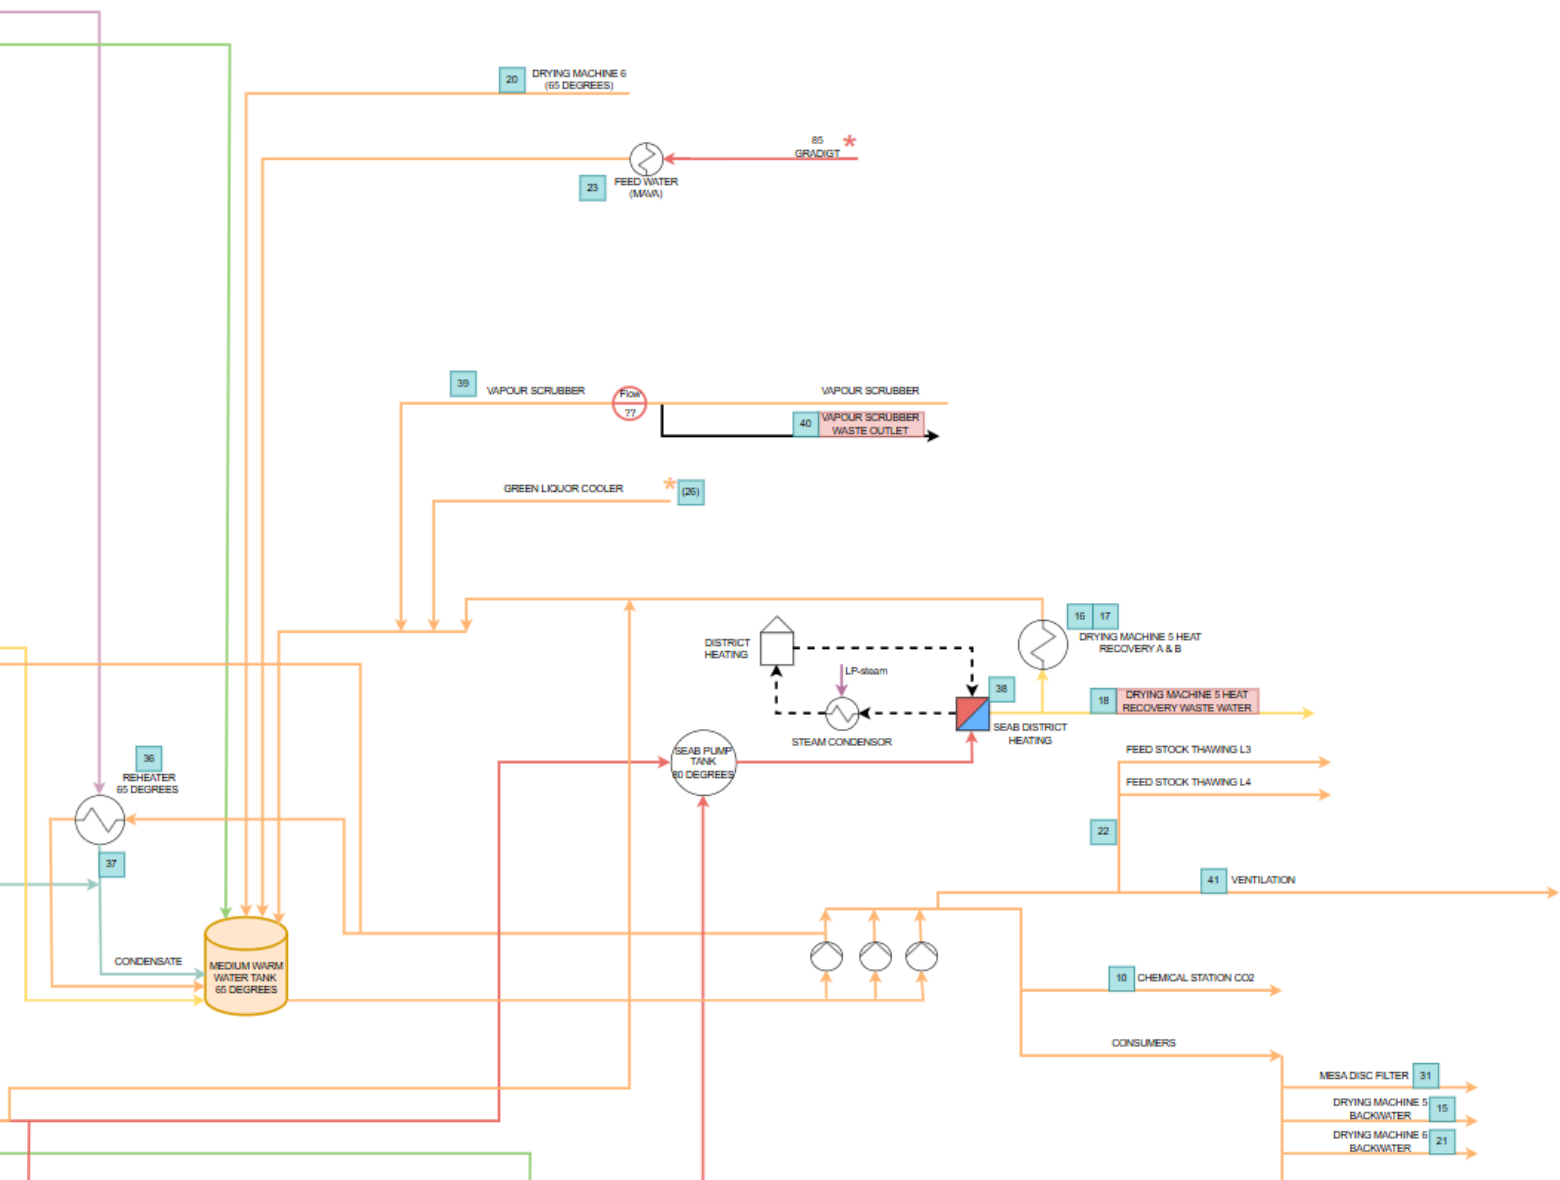 20
DRYING MACHINE 6
(65 DEGREES)
85
GRADIGT
*
23
FEED WATER
(MAVA)
39
VAPOUR SCRUBBER
Flow
??
VAPOUR SCRUBBER
40
VAPOUR SCRUBBER
WASTE OUTLET
GREEN LIQUOR COOLER
*
(26)
16
17
DRYING MACHINE 5 HEAT
RECOVERY A & B
DISTRICT
HEATING
LP-steam
38
18
DRYING MACHINE 5 HEAT
RECOVERY WASTE WATER
SEAB DISTRICT
HEATING
STEAM CONDENSOR
SEAB PUMP
TANK
80 DEGREES
FEED STOCK THAWING L3
FEED STOCK THAWING L4
36
REHEATER
65 DEGREES
22
37
41
VENTILATION
CONDENSATE
MEDIUM WARM
WATER TANK
65 DEGREES
10
CHEMICAL STATION CO2
CONSUMERS
MESA DISC FILTER
31
DRYING MACHINE 5
BACKWATER
15
DRYING MACHINE 6
BACKWATER
21